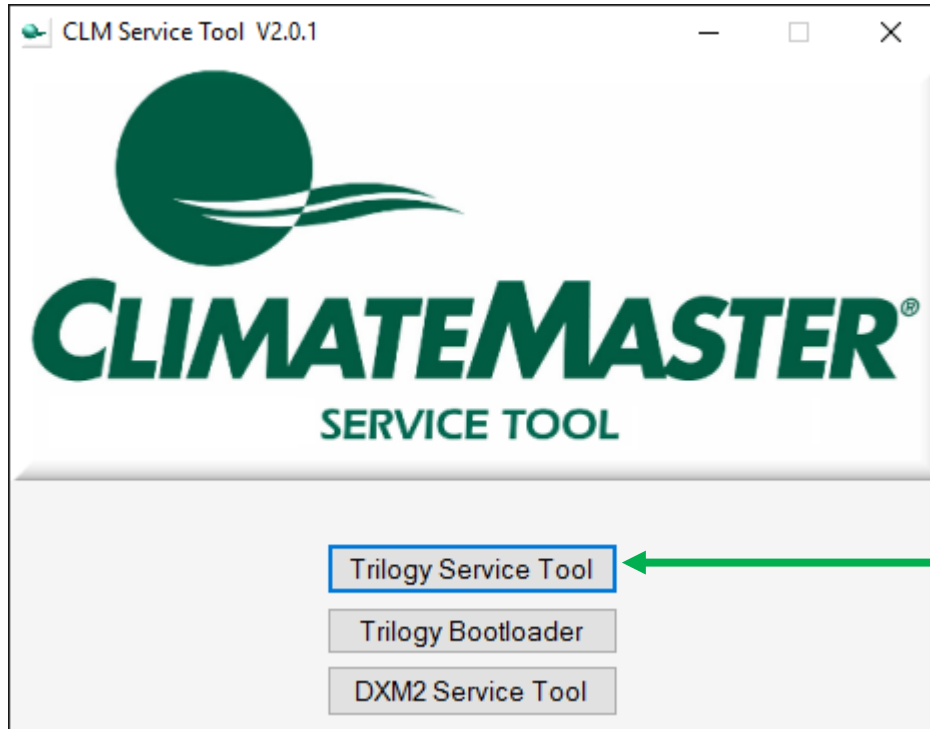 CLM Service Tool V2.0.1
CLIMATEMASTER®
SERVICE TOOL
Trilogy Service Tool
Trilogy Bootloader
DXM2 Service Tool